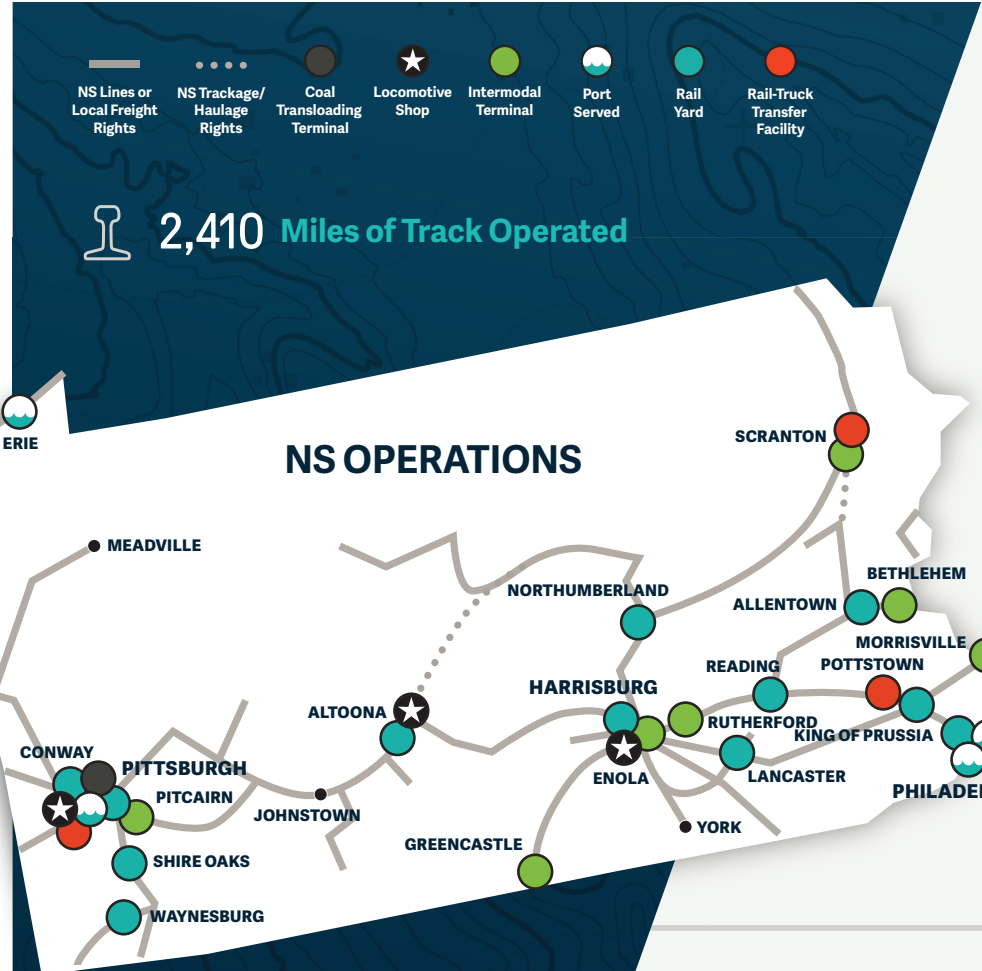 NS Lines or
Local Freight
Rights
NS Trackage/
Haulage
Rights
Coal
Transloading
Terminal
Locomotive
Shop
Intermodal
Terminal
Port
Served
Rail
Yard
Rail-Truck
Transfer
Facility
2,410 Miles of Track Operated
ERIE
SCRANTON
NS OPERATIONS
MEADVILLE
BETHLEHEM
NORTHUMBERLAND
ALLENTOWN
MORRISVILLE
READING
POTTSTOWN
HARRISBURG
ALTOONA
RUTHERFORD
KING OF PRUSSIA
CONWAY
PITTSBURGH
ENOLA
LANCASTER
PITCAIRN
PHILADE
JOHNSTOWN
YORK
GREENCASTLE
SHIRE OAKS
WAYNESBURG